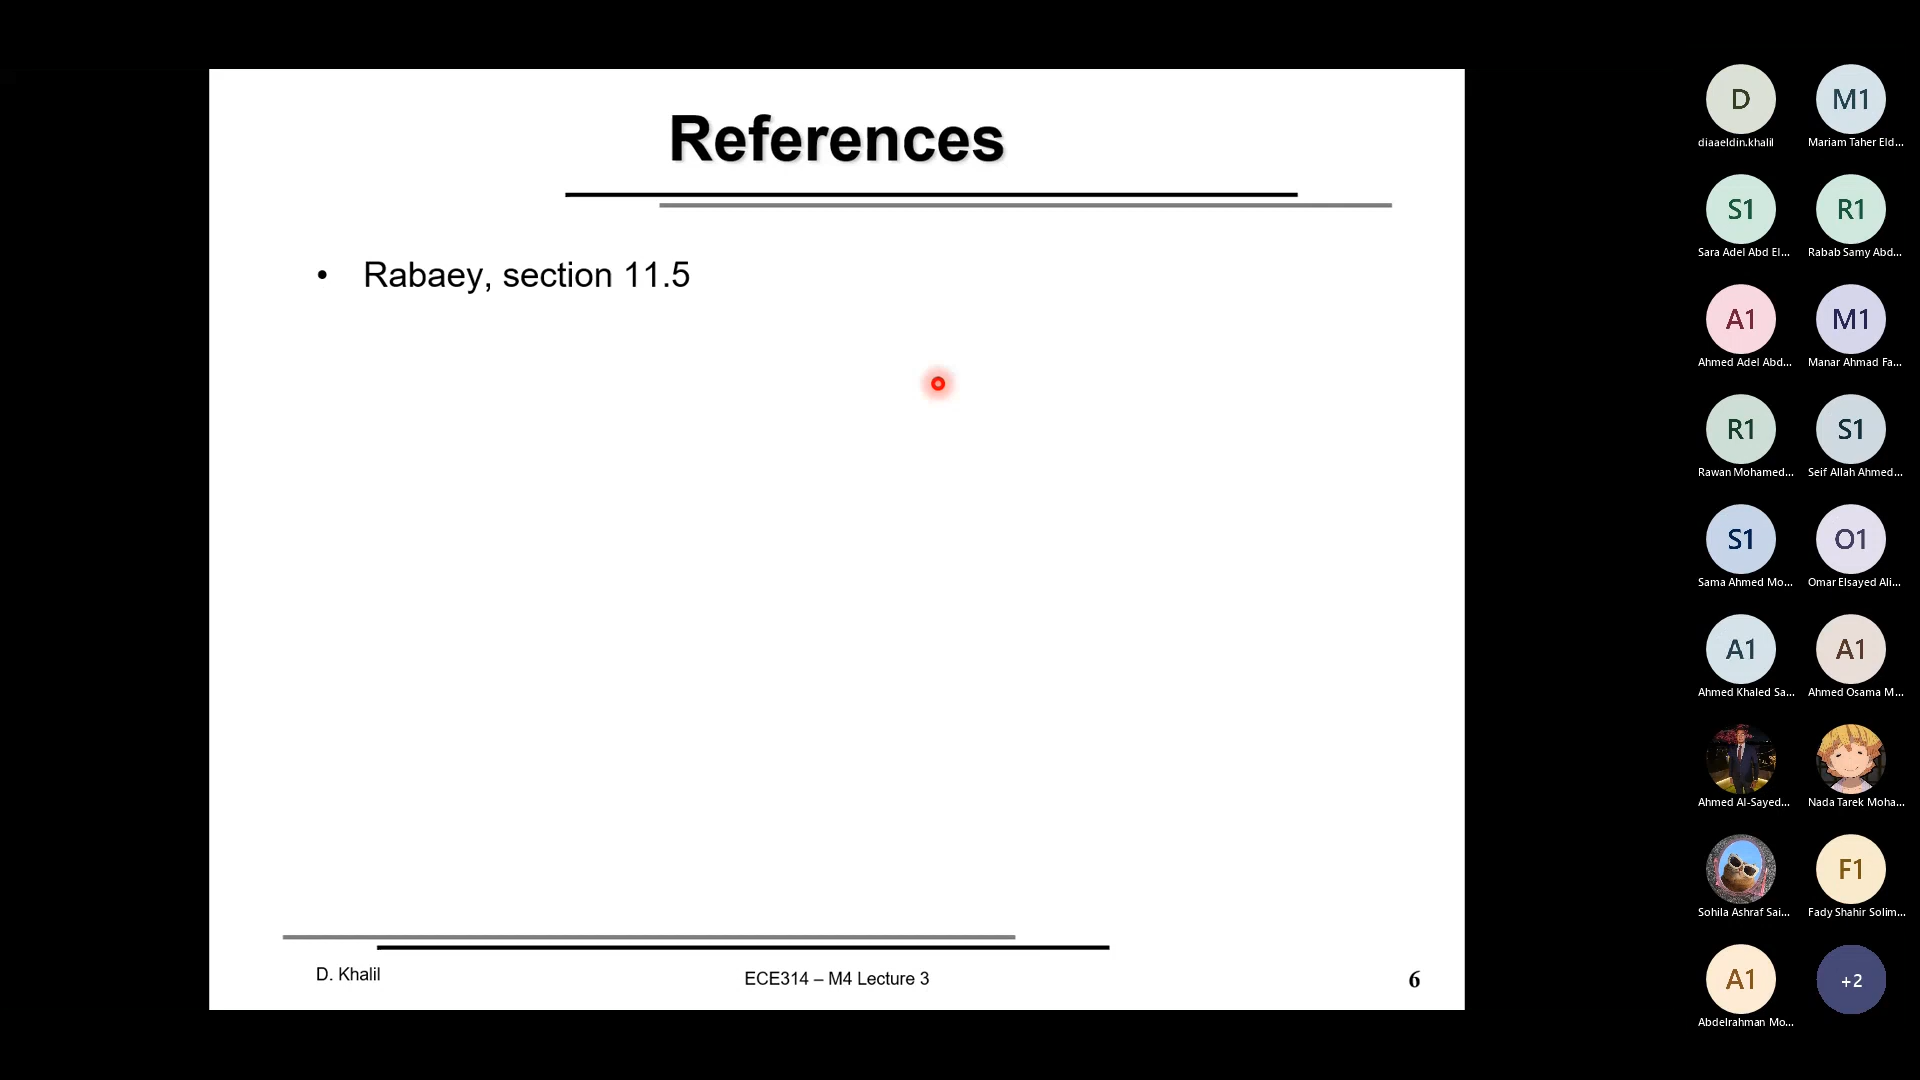 References
• Rabaey, section 11.5
D. Khalil
ECE314 – M4 Lecture 3
6
D
diaaeldin.khalil
M1
Mariam Taher Eld...
S1
Sara Adel Abd El...
R1
Rabab Samy Abd...
A1
Ahmed Adel Abd...
M1
Manar Ahmad Fa...
R1
Rawan Mohamed...
S1
Seif Allah Ahmed...
S1
Sama Ahmed Mo...
O1
Omar Elsayed Ali...
A1
Ahmed Khaled Sa...
A1
Ahmed Osama M...
Ahmed Al-Sayed...
Nada Tarek Moha...
Sohila Ashraf Sai...
F1
Fady Shahir Solim...
A1
Abdelrahman Mo...
+2